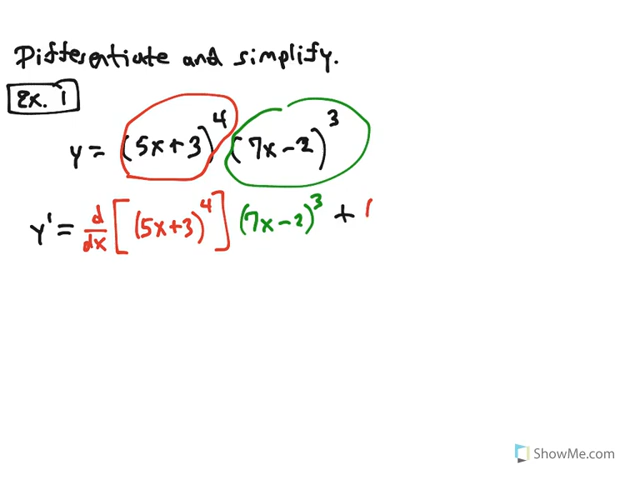 Differentiate and simplify.
Ex. 1
y = (5x+3)^4 (7x-2)^3
y' = d/dx [(5x+3)^4] (7x-2)^3 + (
ShowMe.com